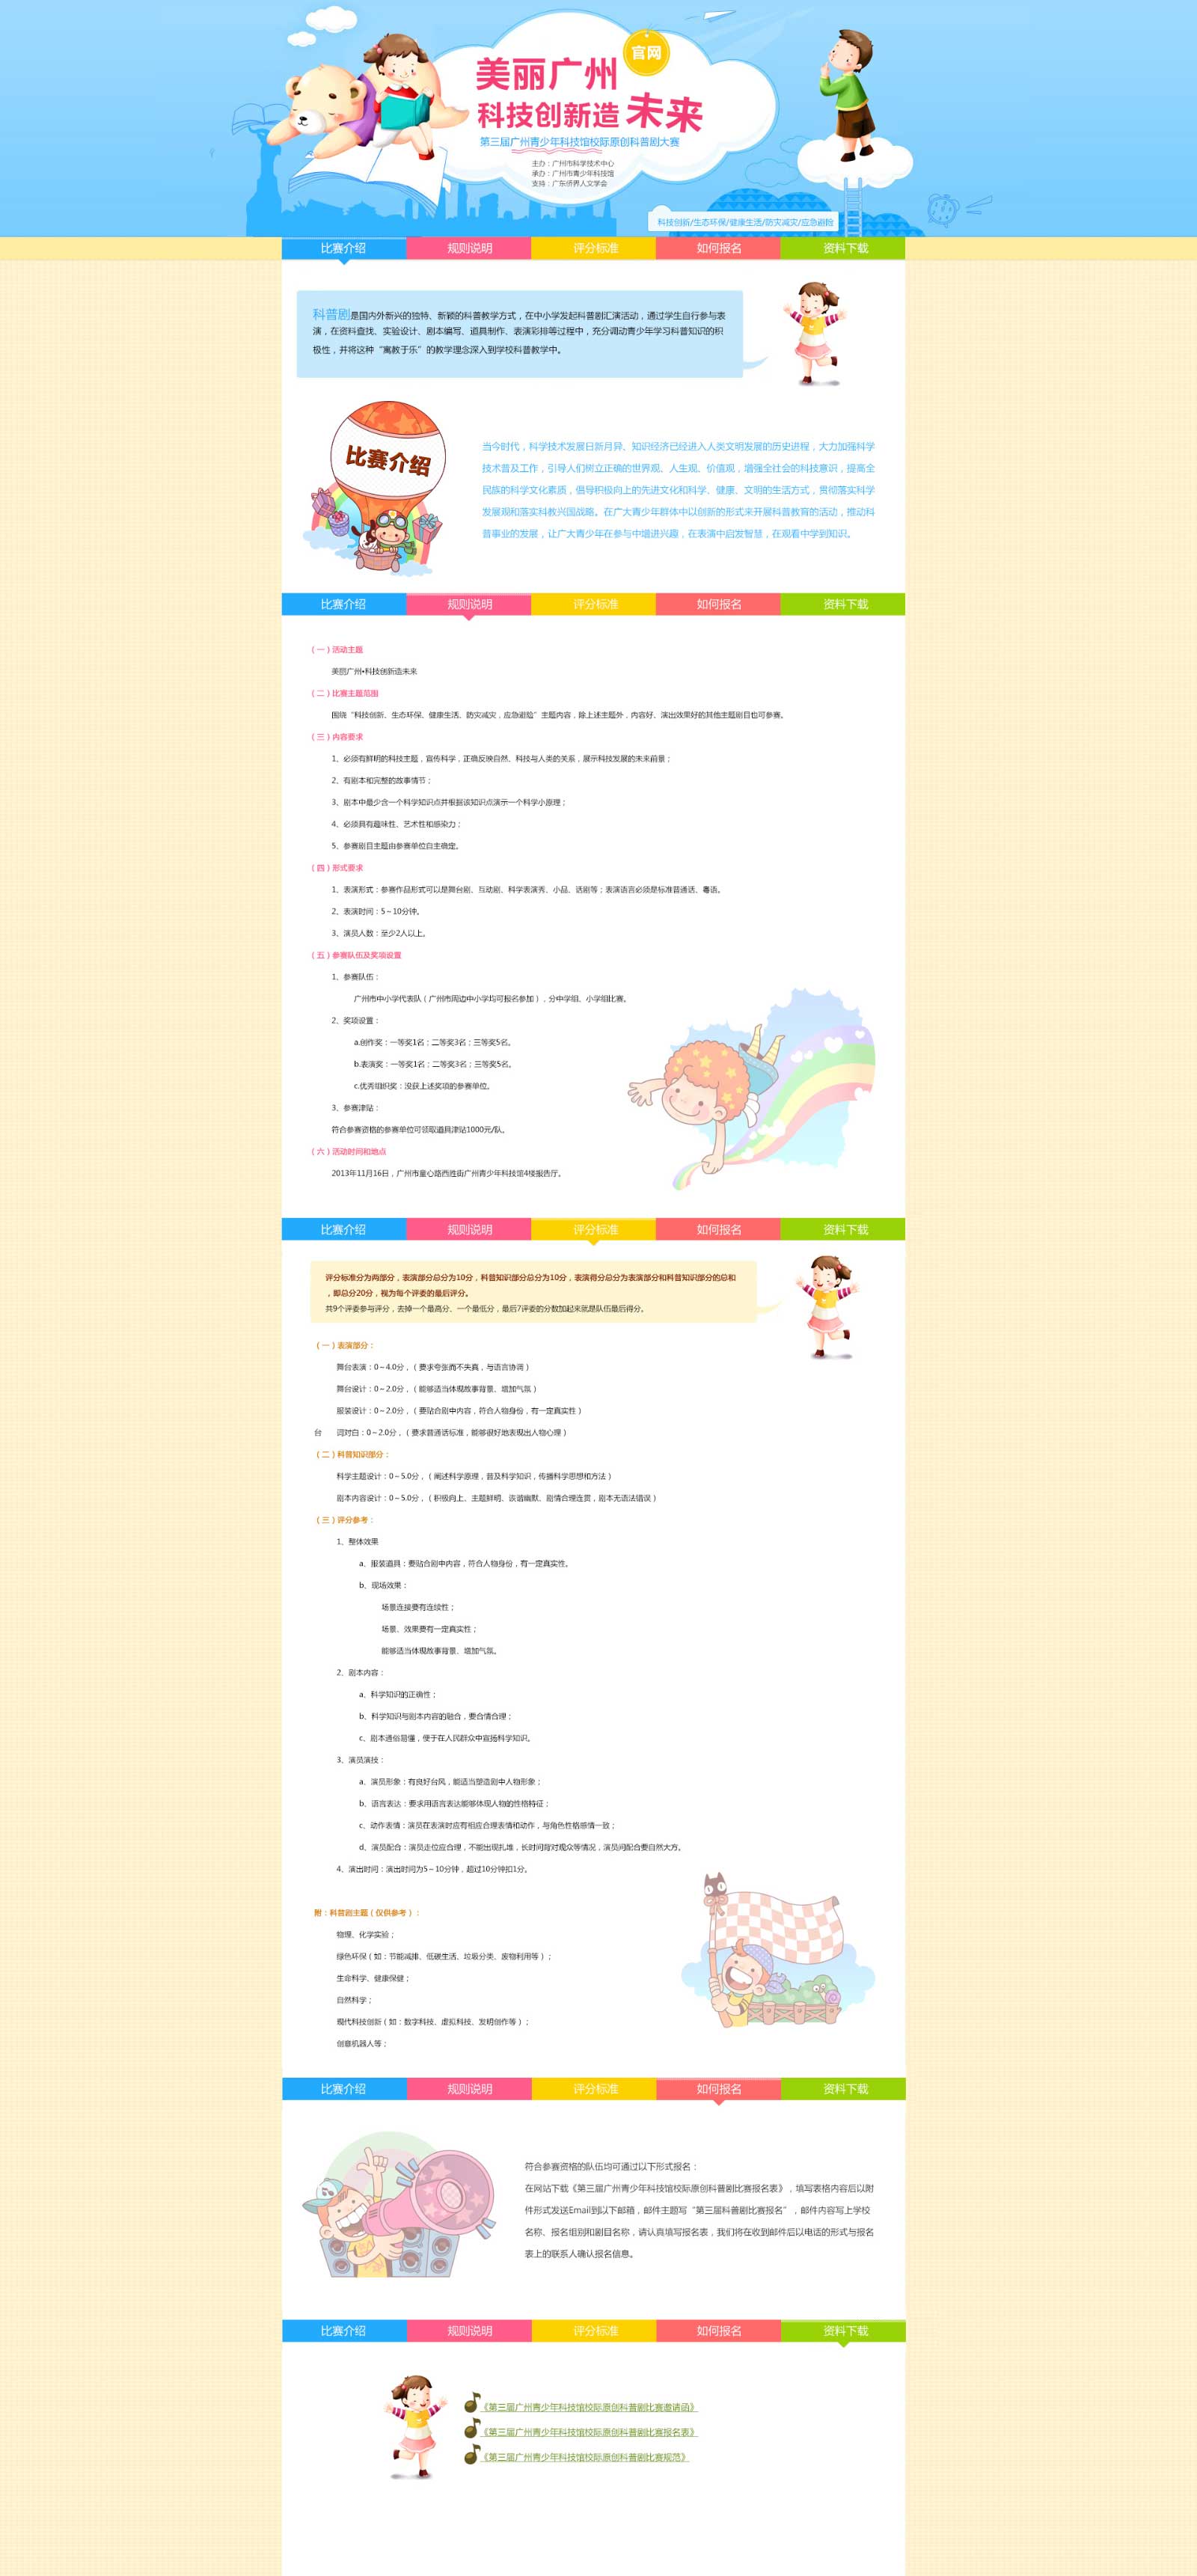 官网
美丽广州
科技创新造未来
第三届广州青少年科技馆校际原创科普剧大赛
主办：广州市科学技术中心
承办：广州市青少年科技馆
支持：广东侨界人文学会
科技创新/生态环保/健康生活/防灾减灾/应急避险
比赛介绍 规则说明 评分标准 如何报名 资料下载
科普剧是国内外新兴的独特、新颖的科普教学方式，在中小学发起科普剧汇演活动，通过学生自行参与表
演，在资料查找、实验设计、剧本编写、道具制作、表演彩排等过程中，充分调动青少年学习科普知识的积
极性，并将这种“寓教于乐”的教学理念深入到学校科普教学中。
比赛介绍
当今时代，科学技术发展日新月异、知识经济已经进入人类文明发展的历史进程，大力加强科学
技术普及工作，引导人们树立正确的世界观、人生观、价值观，增强全社会的科技意识，提高全
民族的科学文化素质，倡导积极向上的先进文化和科学、健康、文明的生活方式，贯彻落实科学
发展观和落实科教兴国战略。在广大青少年群体中以创新的形式来开展科普教育的活动，推动科
普事业的发展，让广大青少年在参与中增进兴趣，在表演中启发智慧，在观看中学到知识。
比赛介绍 规则说明 评分标准 如何报名 资料下载
（一）活动主题
美丽广州•科技创新造未来
（二）比赛主题范围
围绕“科技创新、生态环保、健康生活、防灾减灾，应急避险”主题内容，除上述主题外，内容好、演出效果好的其他主题剧目也可参赛。
（三）内容要求
1、必须有鲜明的科技主题，宣传科学，正确反映自然、科技与人类的关系，展示科技发展的未来前景；
2、有剧本和完整的故事情节；
3、剧本中最少含一个科学知识点并根据该知识点演示一个科学小原理；
4、必须具有趣味性、艺术性和感染力；
5、参赛剧目主题由参赛单位自主确定。
（四）形式要求
1、表演形式：参赛作品形式可以是舞台剧、互动剧、科学表演秀、小品、话剧等；表演语言必须是标准普通话、粤语。
2、表演时间：5～10分钟。
3、演员人数：至少2人以上。
（五）参赛队伍及奖项设置
1、参赛队伍：
广州市中小学代表队（广州市周边中小学均可报名参加），分中学组、小学组比赛。
2、奖项设置：
a.创作奖：一等奖1名；二等奖3名；三等奖5名。
b.表演奖：一等奖1名；二等奖3名；三等奖5名。
c.优秀组织奖：没获上述奖项的参赛单位。
3、参赛津贴：
符合参赛资格的参赛单位可领取道具津贴1000元/队。
（六）活动时间和地点
2013年11月16日，广州市童心路西胜街广州青少年科技馆4楼报告厅。
比赛介绍 规则说明 评分标准 如何报名 资料下载
评分标准分为两部分，表演部分总分为10分，科普知识部分总分为10分，表演得分总分为表演部分和科普知识部分的总和
，即总分20分，视为每个评委的最后评分。
共9个评委参与评分，去掉一个最高分、一个最低分，最后7评委的分数加起来就是队伍最后得分。
（一）表演部分：
舞台表演：0～4.0分，（要求夸张而不失真，与语言协调）
舞台设计：0～2.0分，（能够适当体现故事背景、增加气氛）
服装设计：0～2.0分，（要贴合剧中内容，符合人物身份，有一定真实性）
台 词对白：0～2.0分，（要求普通话标准，能够很好地表现出人物心理）
（二）科普知识部分：
科学主题设计：0～5.0分，（阐述科学原理，普及科学知识，传播科学思想和方法）
剧本内容设计：0～5.0分，（积极向上、主题鲜明、诙谐幽默、剧情合理连贯，剧本无语法错误）
（三）评分参考：
1、整体效果
a、服装道具：要贴合剧中内容，符合人物身份，有一定真实性。
b、现场效果：
场景连接要有连续性；
场景、效果要有一定真实性；
能够适当体现故事背景、增加气氛。
2、剧本内容：
a、科学知识的正确性；
b、科学知识与剧本内容的融合，要合情合理；
c、剧本通俗易懂，便于在人民群众中宣扬科学知识。
3、演员演技：
a、演员形象：有良好台风，能适当塑造剧中人物形象；
b、语言表达：要求用语言表达能够体现人物的性格特征；
c、动作表情：演员在表演时应有相应合理表情和动作，与角色性格感情一致；
d、演员配合：演员走位应合理，不能出现扎堆，长时间背对观众等情况，演员间配合要自然大方。
4、演出时间：演出时间为5～10分钟，超过10分钟扣1分。
附：科普剧主题（仅供参考）：
物理、化学实验；
绿色环保（如：节能减排、低碳生活、垃圾分类、废物利用等）；
生命科学、健康保健；
自然科学；
现代科技创新（如：数字科技、虚拟科技、发明创作等）；
创意机器人等；
比赛介绍 规则说明 评分标准 如何报名 资料下载
符合参赛资格的队伍均可通过以下形式报名：
在网站下载《第三届广州青少年科技馆校际原创科普剧比赛报名表》，填写表格内容后以附
件形式发送Email到以下邮箱，邮件主题写“第三届科普剧比赛报名”，邮件内容写上学校
名称、报名组别和剧目名称，请认真填写报名表，我们将在收到邮件后以电话的形式与报名
表上的联系人确认报名信息。
比赛介绍 规则说明 评分标准 如何报名 资料下载
《第三届广州青少年科技馆校际原创科普剧比赛邀请函》
《第三届广州青少年科技馆校际原创科普剧比赛报名表》
《第三届广州青少年科技馆校际原创科普剧比赛规范》